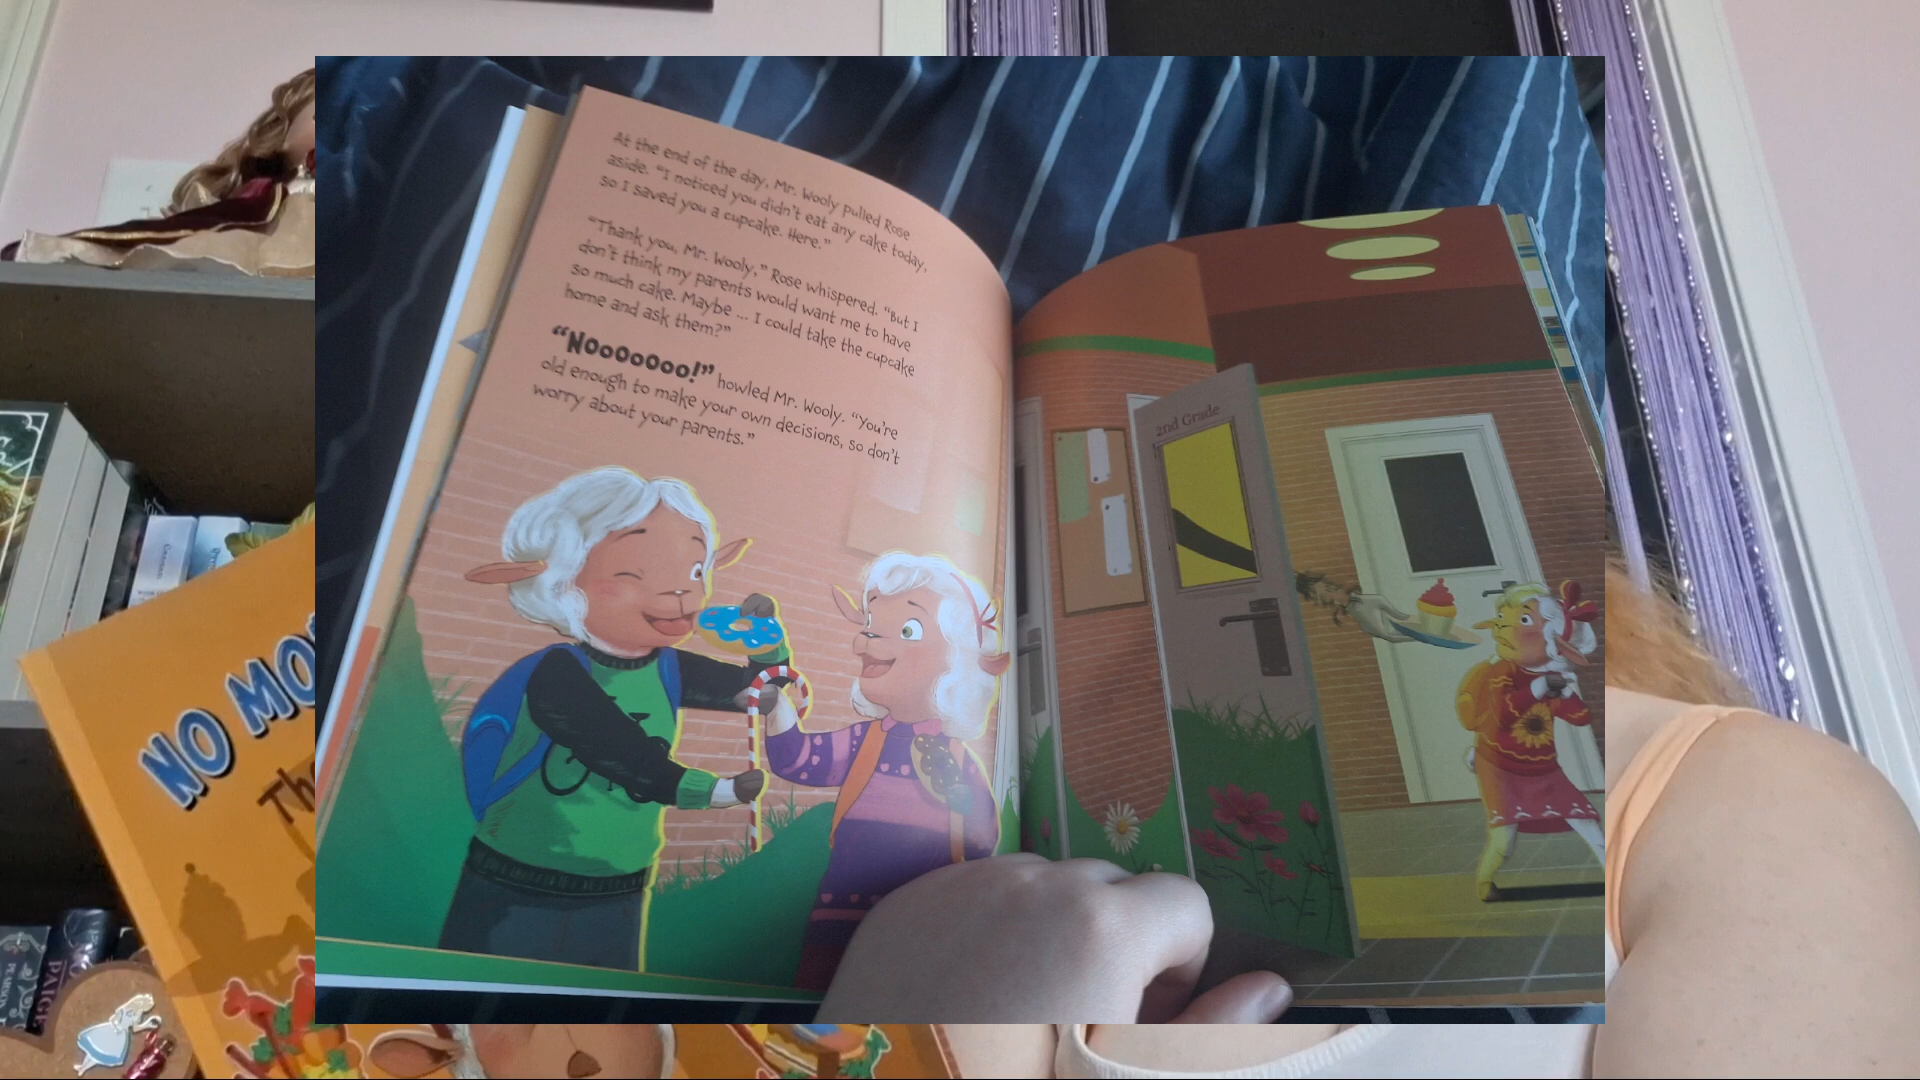 At the end of the day, Mr. Wooly pulled Rose
aside. "I noticed you didn't eat any cake today,
so I saved you a cupcake. Here."
"Thank you, Mr. Wooly," Rose whispered. "But I
don't think my parents would want me to have
so much cake. Maybe ... I could take the cupcake
home and ask them?"
"NOooooooo!" howled Mr. Wooly. "You're
old enough to make your own decisions, so don't
worry about your parents."
2nd Grade
NO MO
Th
PAIGE